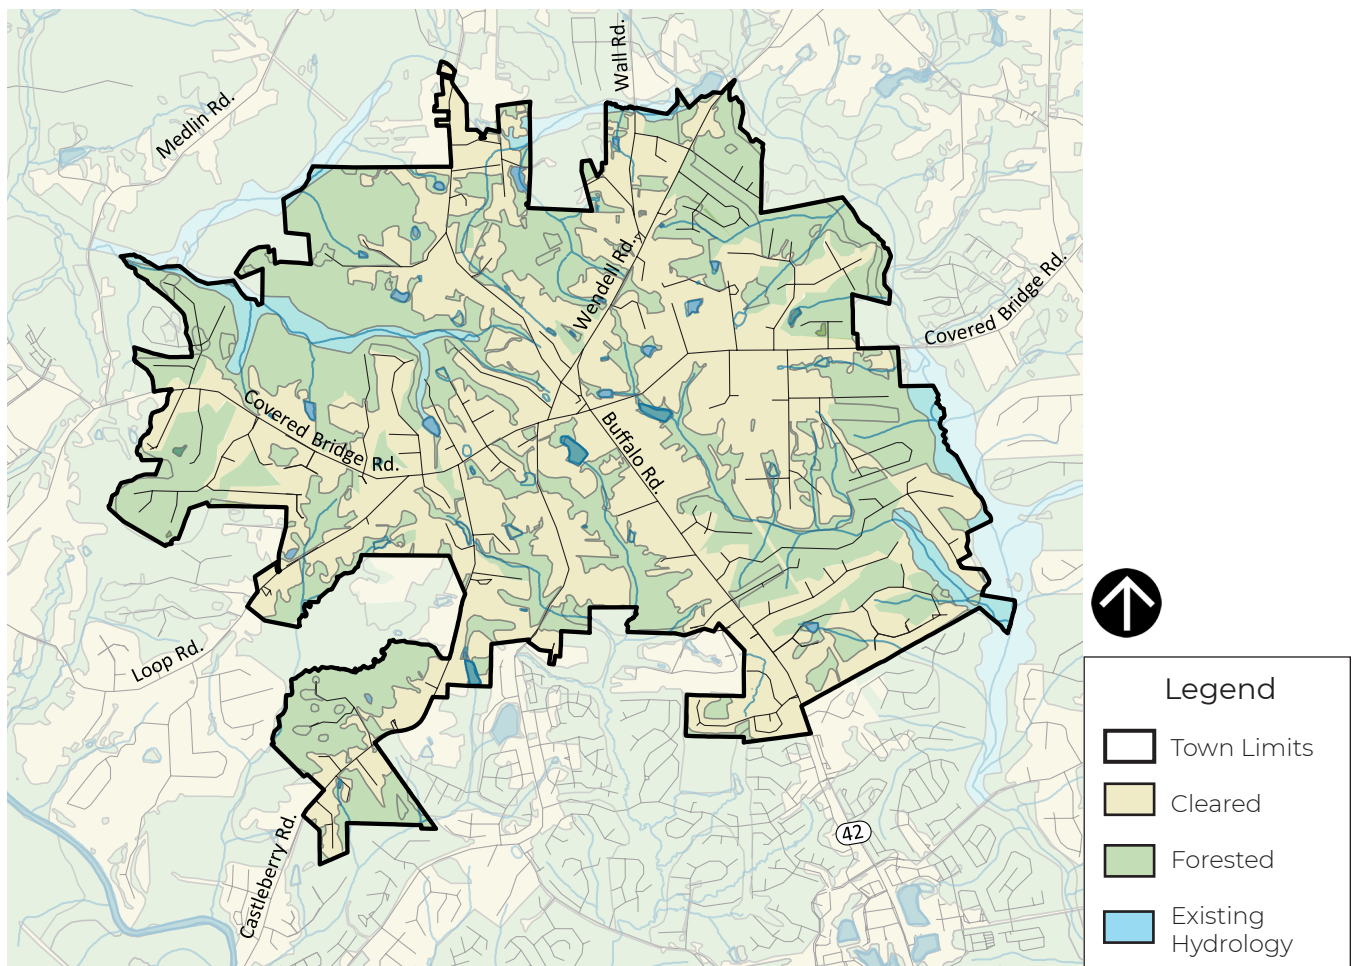 Wall Rd.
Medlin Rd.
Wendell Rd.
Covered Bridge Rd.
Covered Bridge Rd.
Buffalo Rd.
Loop Rd.
Castleberry Rd.
42
Legend
Town Limits
Cleared
Forested
Existing
Hydrology